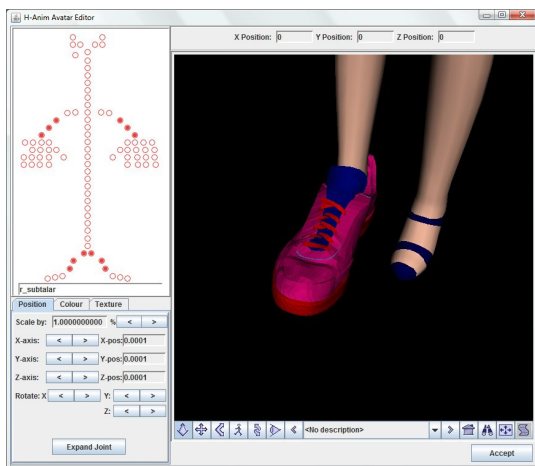 H-Anim Avatar Editor
X Position: 0 Y Position: 0 Z Position: 0
r_subtalar
Position Colour Texture
Scale by: 1.0000000000 % < >
X-axis: < > X-pos: 0.0001
Y-axis: < > Y-pos: 0.0001
Z-axis: < > Z-pos: 0.0001
Rotate: X < > Y: < >
Z: < >
Expand Joint
<No description>
Accept